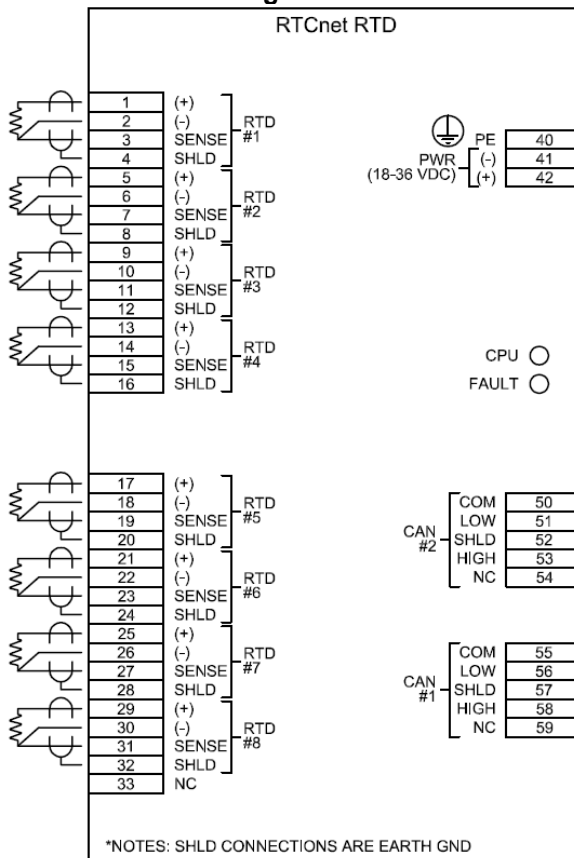 RTCnet RTD
1 (+)
2 (-) RTD
3 SENSE #1
4 SHLD
5 (+)
6 (-) RTD
7 SENSE #2
8 SHLD
9 (+)
10 (-) RTD
11 SENSE #3
12 SHLD
13 (+)
14 (-) RTD
15 SENSE #4
16 SHLD
17 (+)
18 (-) RTD
19 SENSE #5
20 SHLD
21 (+)
22 (-) RTD
23 SENSE #6
24 SHLD
25 (+)
26 (-) RTD
27 SENSE #7
28 SHLD
29 (+)
30 (-) RTD
31 SENSE #8
32 SHLD
33 NC
PE 40
PWR (-) 41
(18-36 VDC) (+) 42
CPU
FAULT
COM 50
LOW 51
CAN #2
SHLD 52
HIGH 53
NC 54
COM 55
LOW 56
CAN #1
SHLD 57
HIGH 58
NC 59
*NOTES: SHLD CONNECTIONS ARE EARTH GND